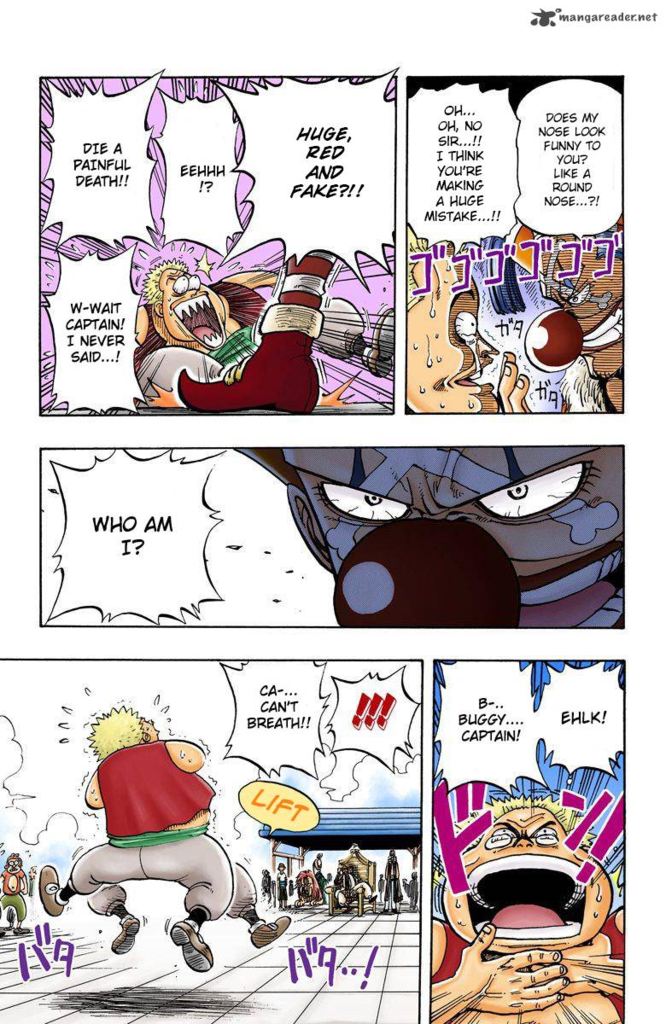 mangareader.net
DOES MY
NOSE LOOK
FUNNY TO
YOU?
LIKE A
ROUND
NOSE...?!
OH...
OH, NO
SIR...!!
I THINK
YOU'RE
MAKING
A HUGE
MISTAKE...!!
ゴゴゴゴゴゴ
ガタ
ガタ
HUGE,
RED
AND
FAKE?!!
EEHHH
!?
DIE A
PAINFUL
DEATH!!
W-WAIT
CAPTAIN!
I NEVER
SAID...!
WHO AM
I?
EHLK!
B-..
BUGGY....
CAPTAIN!
ドン!
!!!
CA-...
CAN'T
BREATH!!
LIFT
バタ
バタ..!